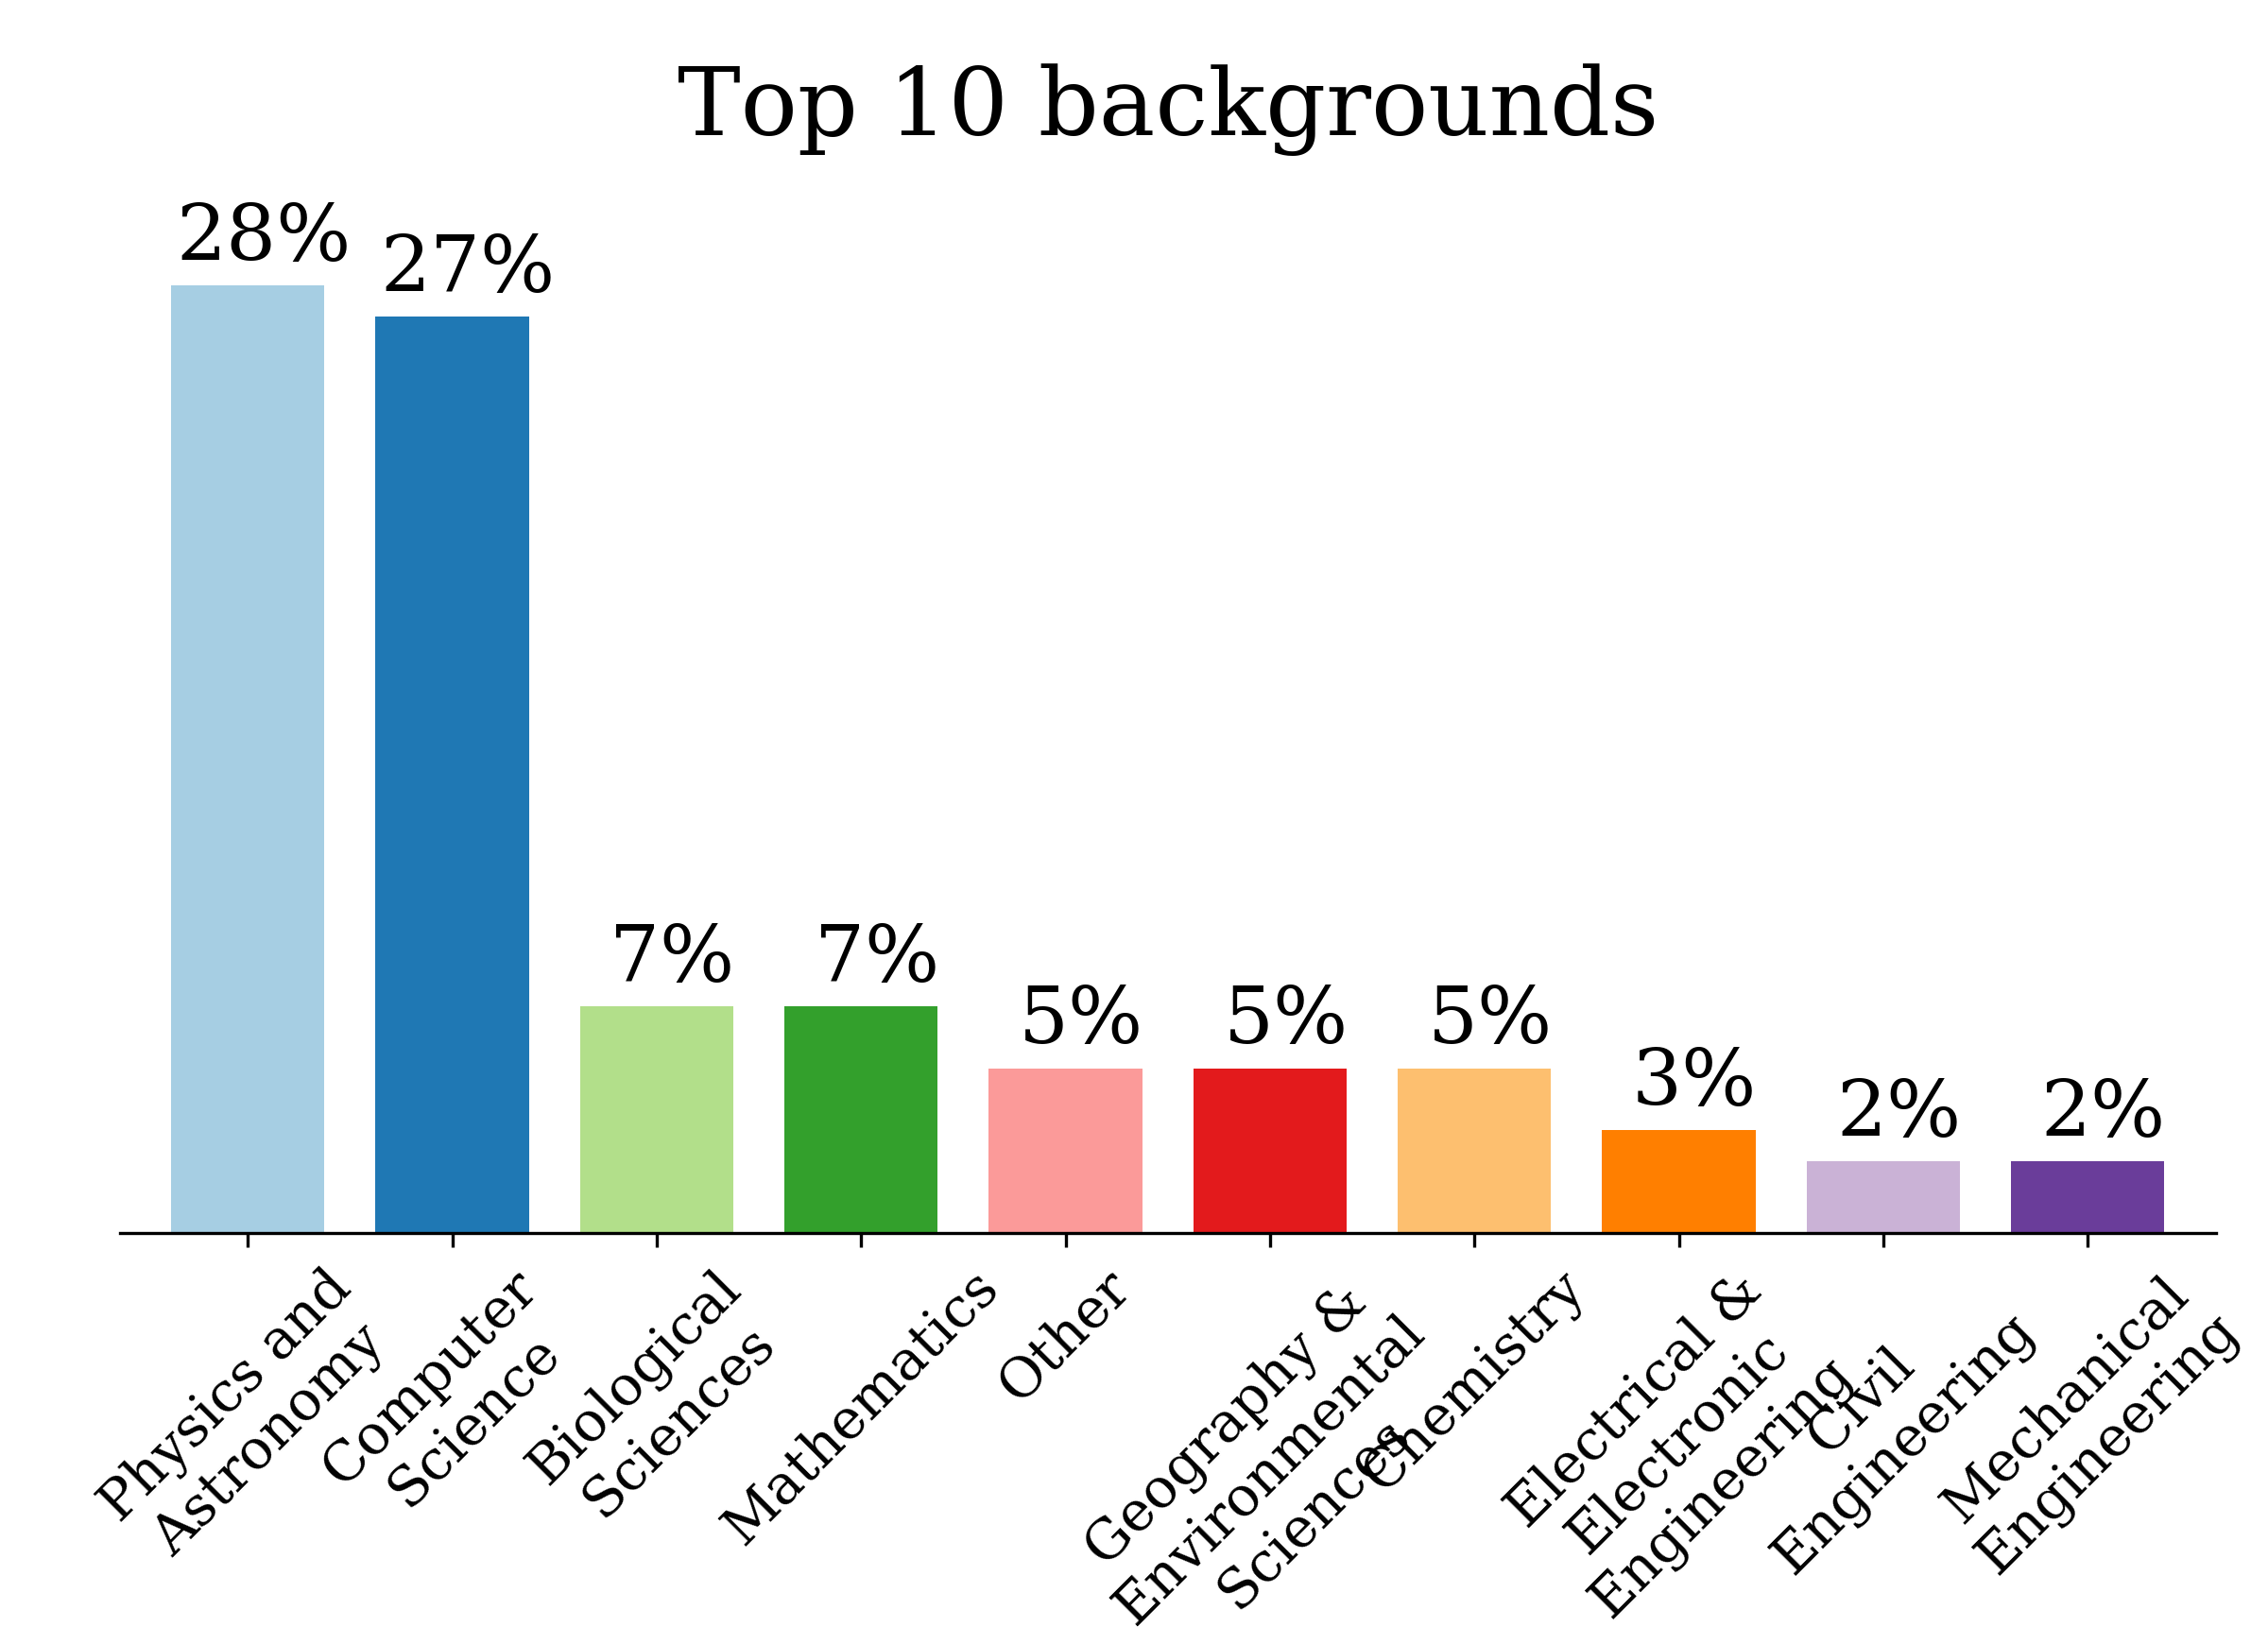 Top 10 backgrounds
28%
27%
7%
7%
5%
5%
5%
3%
2%
2%
Physics and
Astronomy
Computer
Science
Biological
Sciences
Mathematics
Other
Geography &
Environmental
Sciences
Chemistry
Electrical &
Electronic
Engineering
Civil
Engineering
Mechanical
Engineering